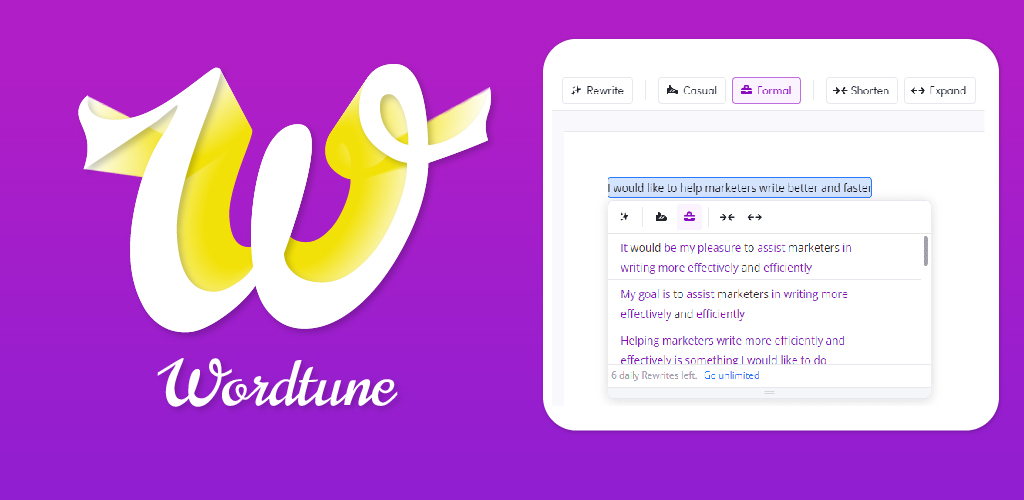 Wordtune
Rewrite Casual Formal Shorten Expand
I would like to help marketers write better and faster
It would be my pleasure to assist marketers in
writing more effectively and efficiently
My goal is to assist marketers in writing more
effectively and efficiently
Helping marketers write more efficiently and
effectively is something I would like to do
6 daily Rewrites left. Go unlimited